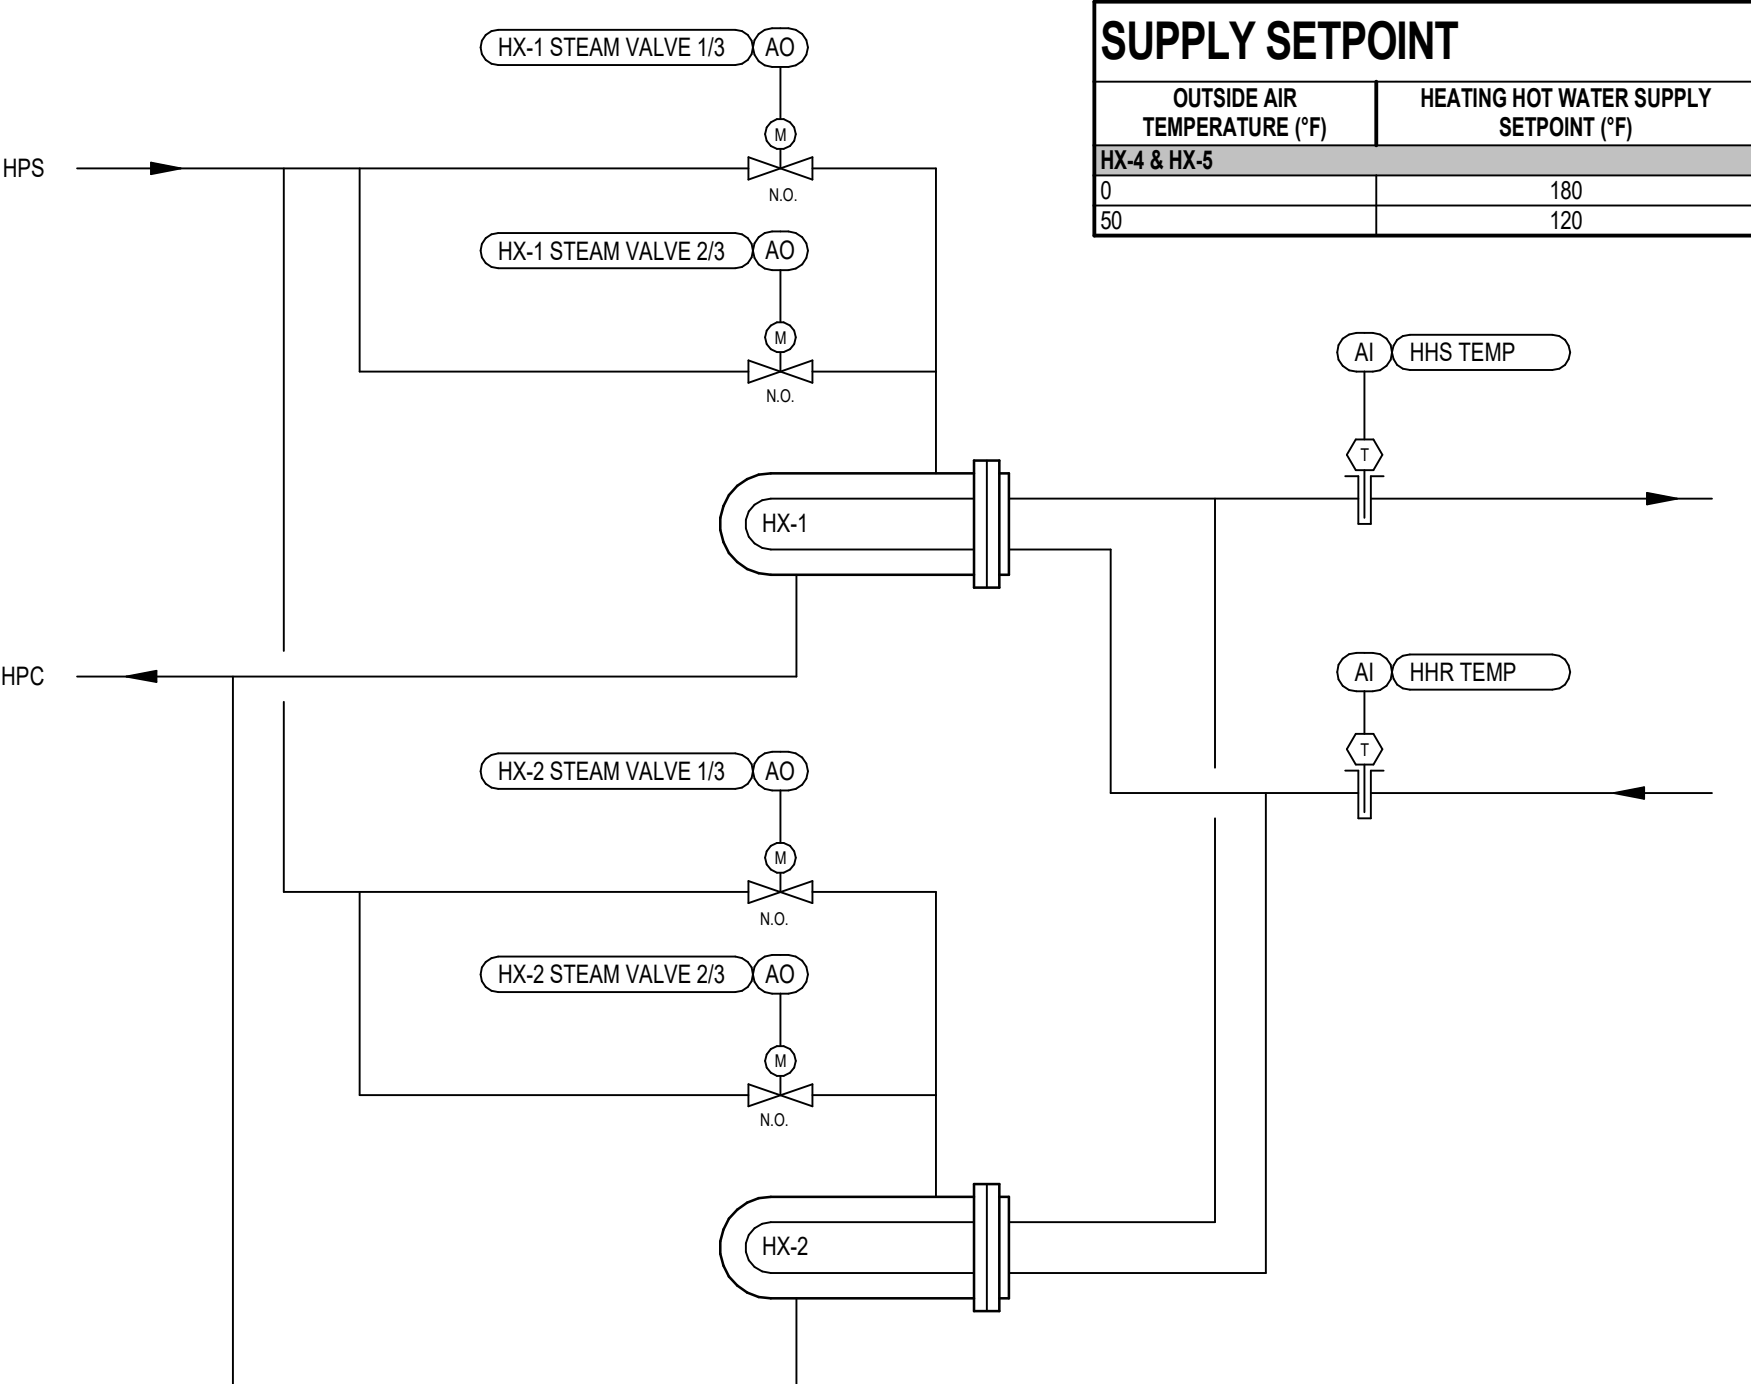 HX-1 STEAM VALVE 1/3 AO
M
HPS
N.O.
HX-1 STEAM VALVE 2/3 AO
M
N.O.
SUPPLY SETPOINT
OUTSIDE AIR
TEMPERATURE (°F)
HEATING HOT WATER SUPPLY
SETPOINT (°F)
HX-4 & HX-5
0 180
50 120
AI HHS TEMP
T
HX-1
HPC
AI HHR TEMP
T
HX-2 STEAM VALVE 1/3 AO
M
N.O.
HX-2 STEAM VALVE 2/3 AO
M
N.O.
HX-2